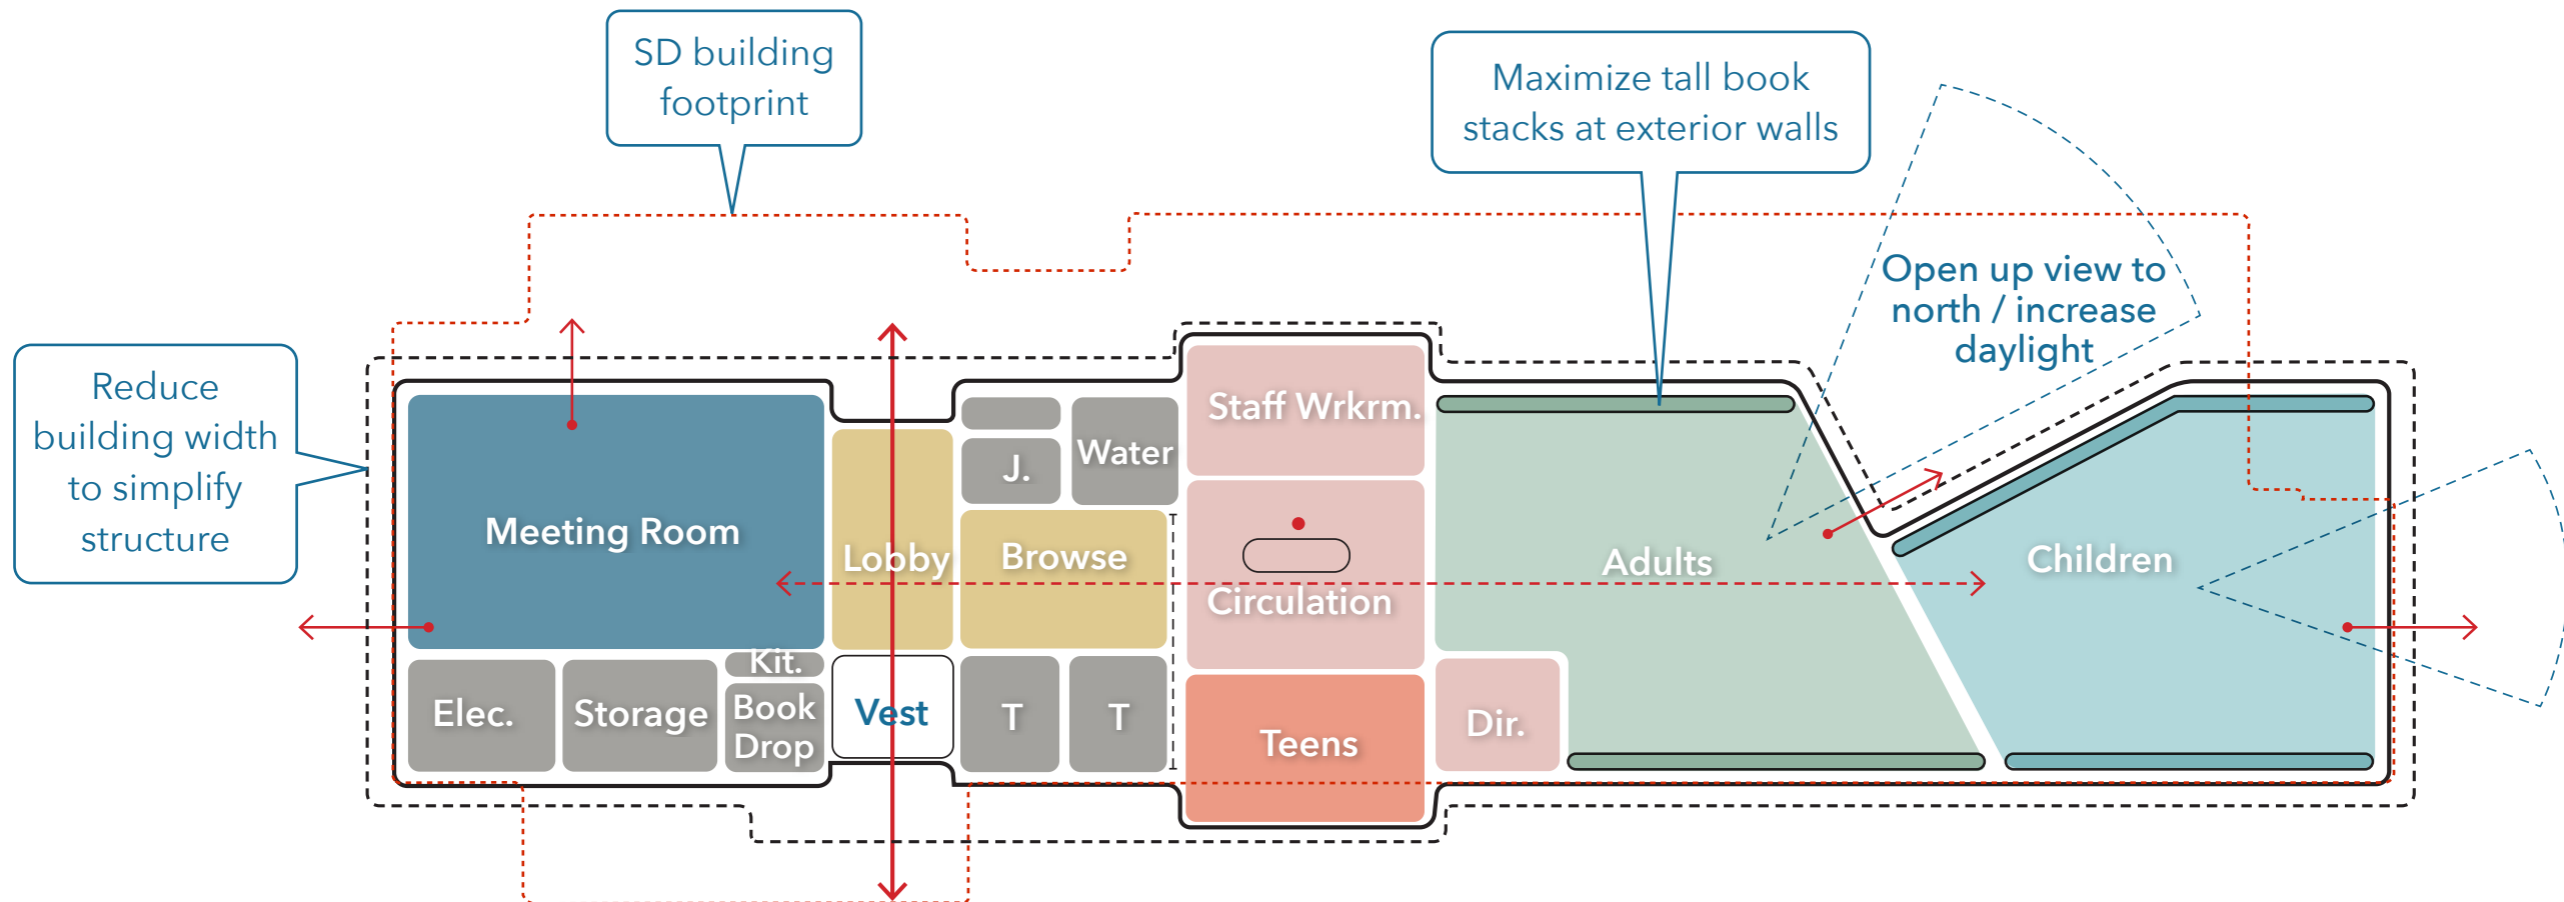 SD building
footprint
Maximize tall book
stacks at exterior walls
Open up view to
north / increase
daylight
Reduce
building width
to simplify
structure
Staff Wrkrm.
Water
J.
Meeting Room
Lobby
Browse
Adults
Children
Circulation
Kit.
Elec.
Storage
Book
Drop
Vest
T
T
Teens
Dir.